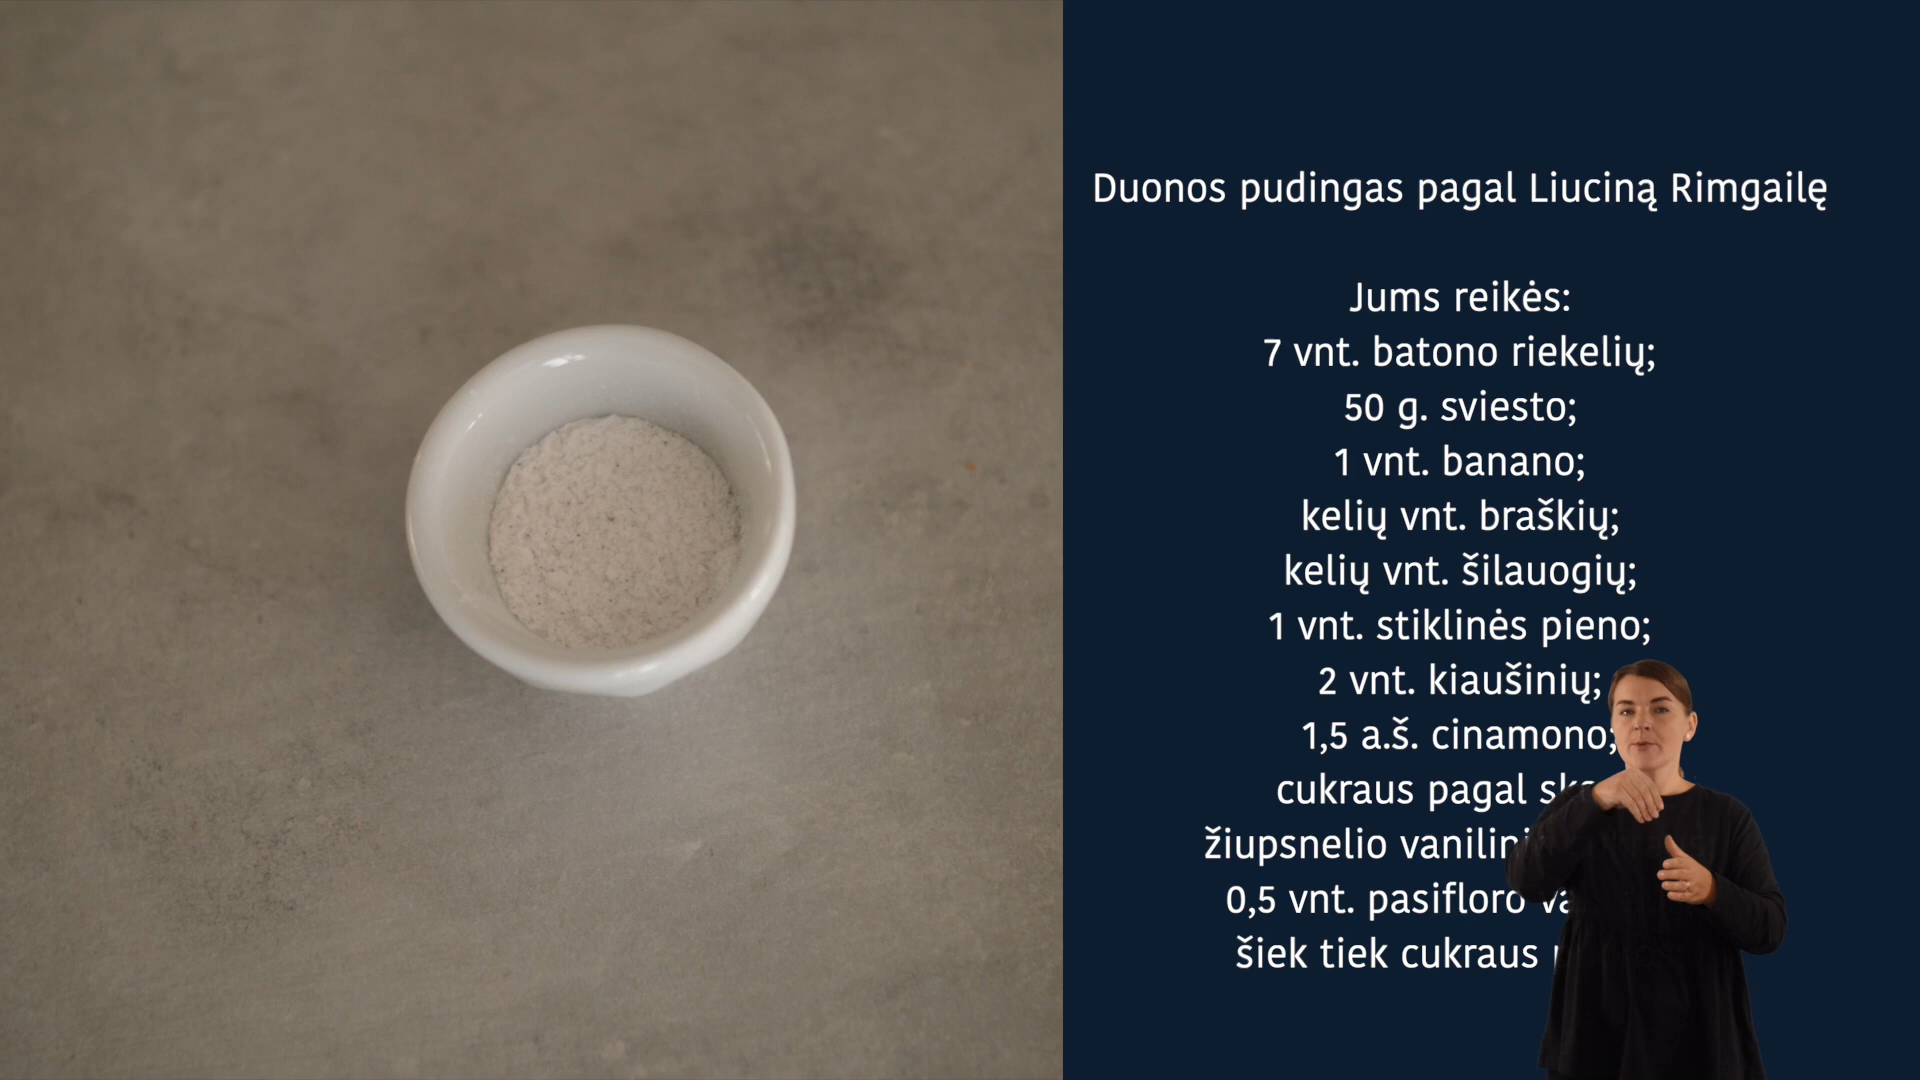 Duonos pudingas pagal Liuciną Rimgailę
Jums reikės:
7 vnt. batono riekelių;
50 g. sviesto;
1 vnt. banano;
kelių vnt. braškių;
kelių vnt. šilauogių;
1 vnt. stiklinės pieno;
2 vnt. kiaušinių;
1,5 a.š. cinamono;
cukraus pagal
žiupsnelio
0,5 vnt. pasifloro
šiek tiek cukraus